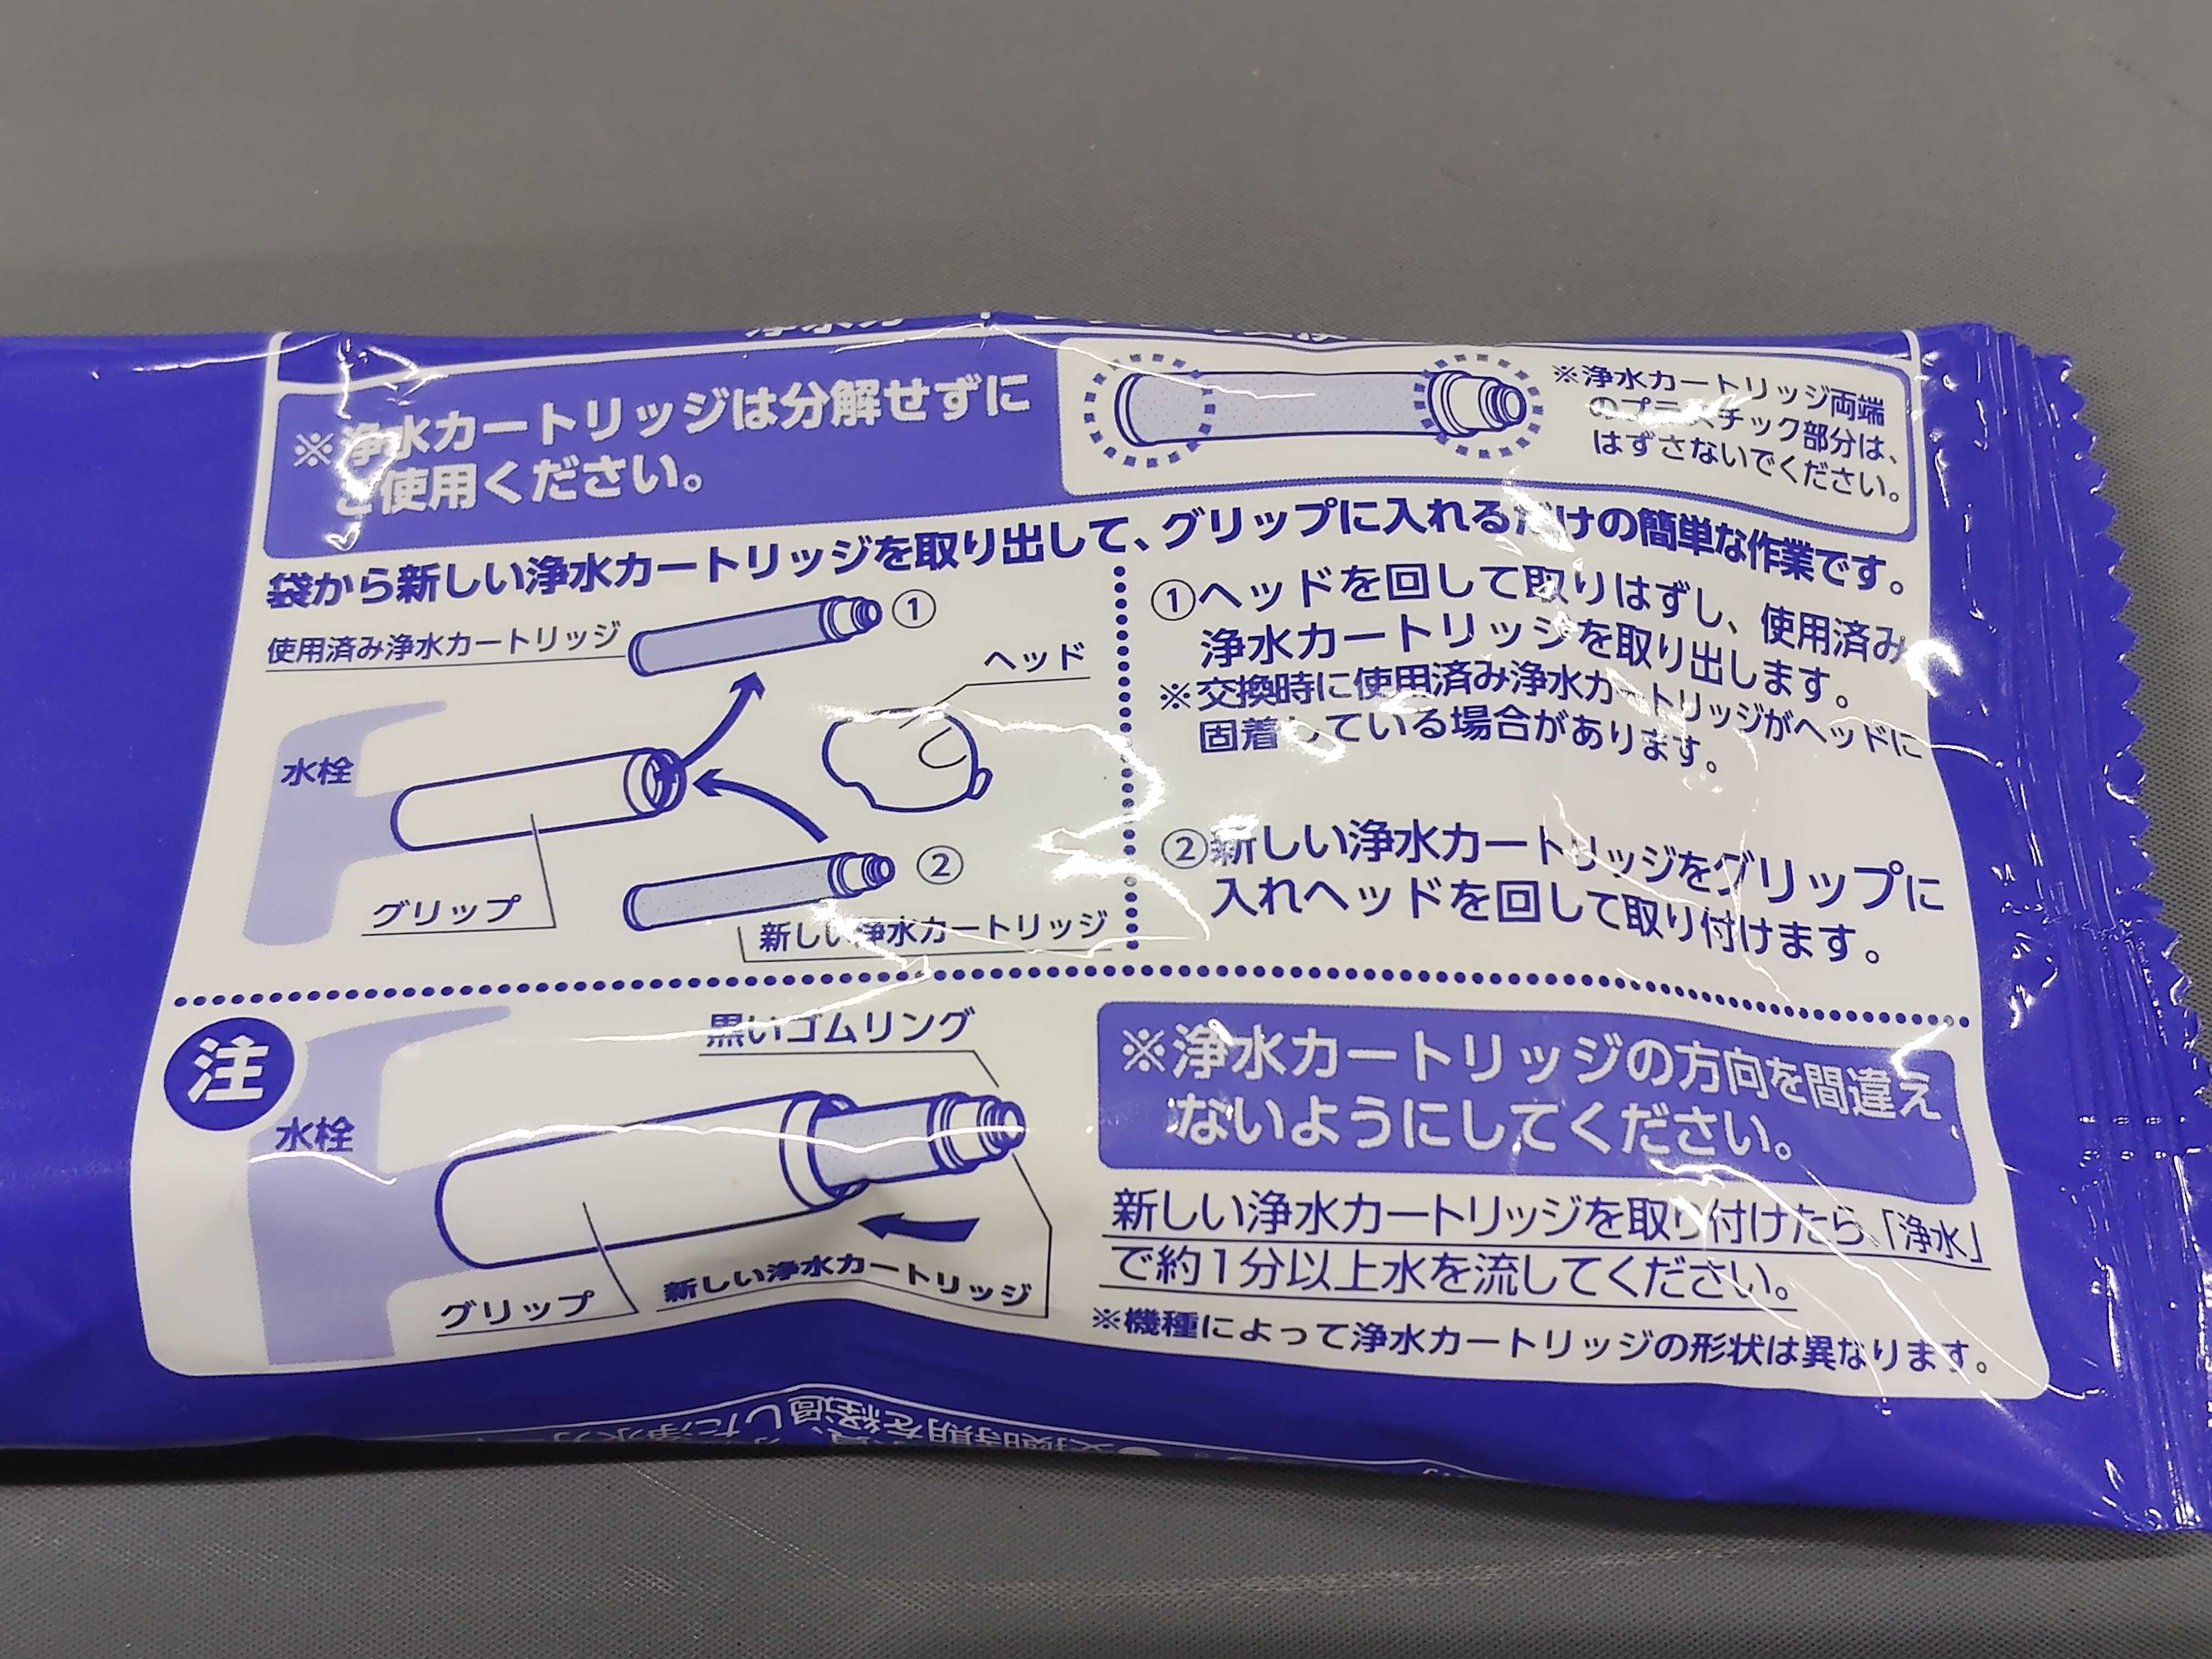 ※浄水カートリッジは分解せずに
ご使用ください。
※浄水カートリッジ両端
のプラスチック部分は、
はずさないでください。
袋から新しい浄水カートリッジを取り出して、グリップに入れるだけの簡単な作業です。
使用済み浄水カートリッジ
①
ヘッド
水栓
グリップ
②
新しい浄水カートリッジ
①ヘッドを回して取りはずし、使用済み
浄水カートリッジを取り出します。
※交換時に使用済み浄水カートリッジがヘッドに
固着している場合があります。
②新しい浄水カートリッジをグリップに
入れヘッドを回して取り付けます。
注
黒いゴムリング
水栓
グリップ
新しい浄水カートリッジ
※浄水カートリッジの方向を間違え
ないようにしてください。
新しい浄水カートリッジを取り付けたら「浄水」
で約1分以上水を流してください。
※機種によって浄水カートリッジの形状は異なります。
●交換時期を経過した浄水カ